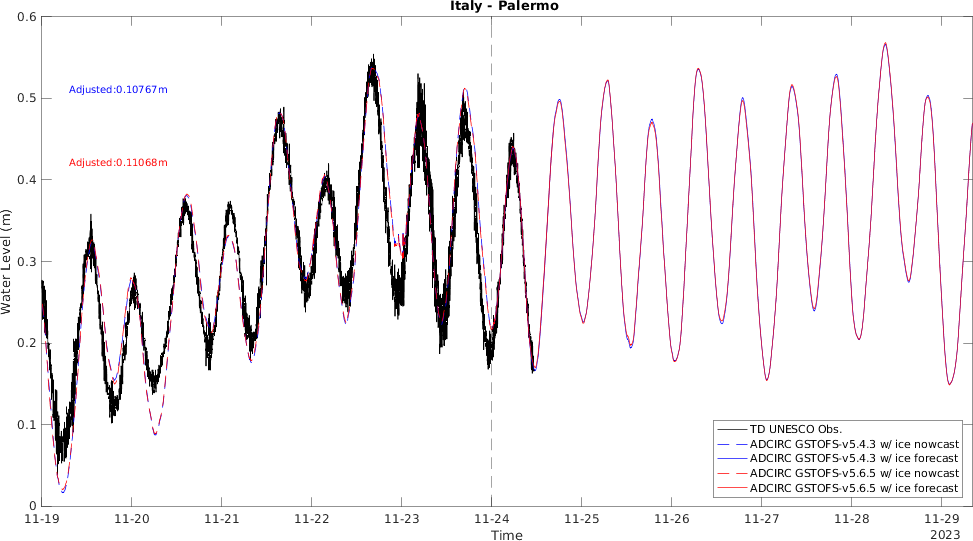 Italy - Palermo
0.6
0.5
0.4
0.3
0.2
0.1
0
Water Level (m)
Adjusted:0.10767m
Adjusted:0.11068m
TD UNESCO Obs.
ADCIRC GSTOFS-v5.4.3 w/ ice nowcast
ADCIRC GSTOFS-v5.4.3 w/ ice forecast
ADCIRC GSTOFS-v5.6.5 w/ ice nowcast
ADCIRC GSTOFS-v5.6.5 w/ ice forecast
11-19 11-20 11-21 11-22 11-23 11-24 11-25 11-26 11-27 11-28 11-29
2023
Time